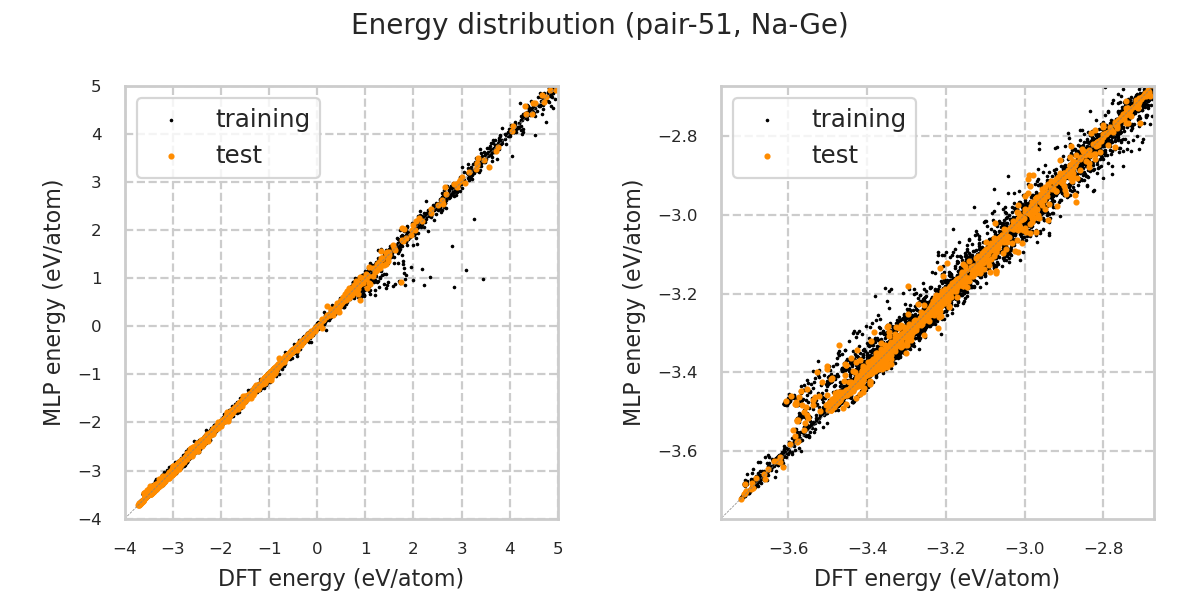 Energy distribution (pair-51, Na-Ge)
MLP energy (eV/atom)
5
4
3
2
1
0
−1
−2
−3
−4
training
test
−4 −3 −2 −1 0 1 2 3 4 5
DFT energy (eV/atom)
MLP energy (eV/atom)
−2.8
−3.0
−3.2
−3.4
−3.6
training
test
−3.6 −3.4 −3.2 −3.0 −2.8
DFT energy (eV/atom)